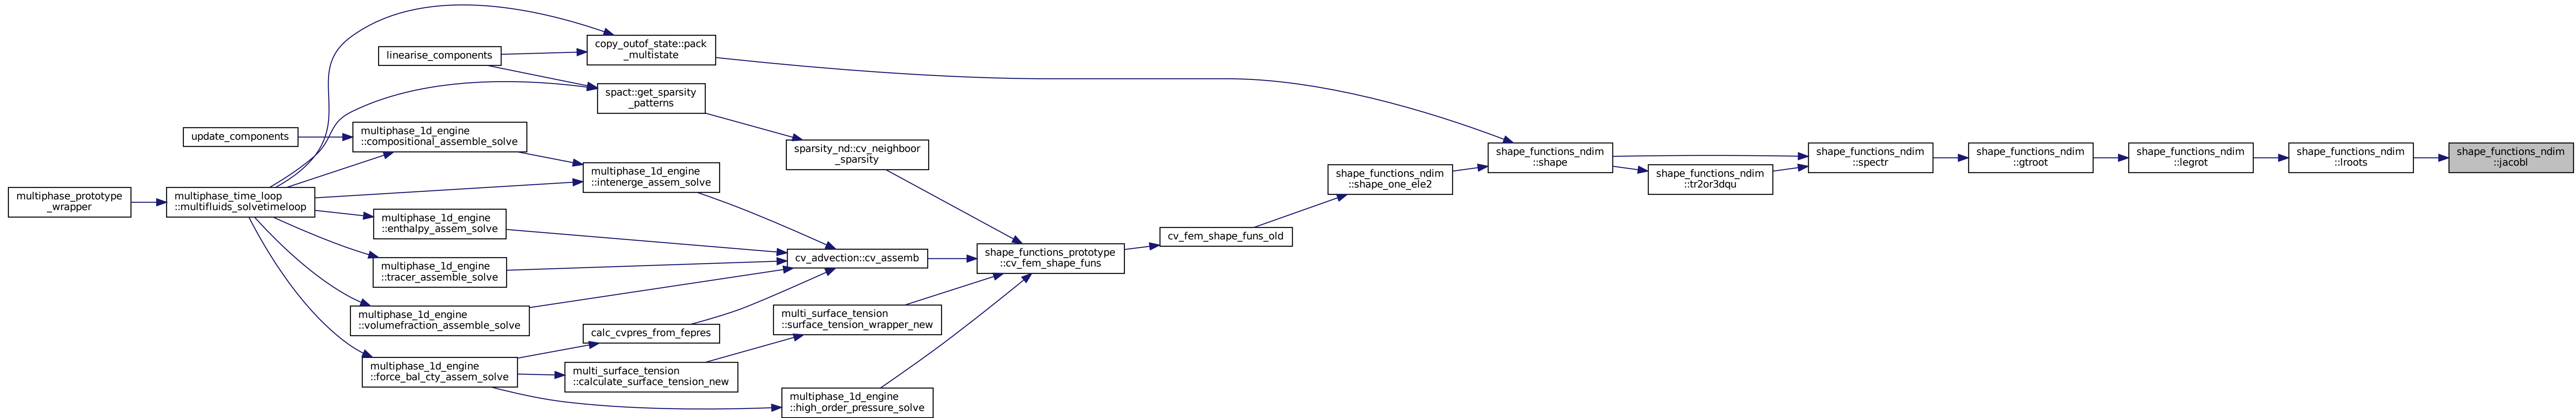 copy_outof_state::pack
_multistate
linearise_components
spact::get_sparsity
_patterns
update_components
multiphase_1d_engine
::compositional_assemble_solve
sparsity_nd::cv_neighboor
_sparsity
shape_functions_ndim
::shape
shape_functions_ndim
::spectr
shape_functions_ndim
::gtroot
shape_functions_ndim
::legrot
shape_functions_ndim
::lroots
shape_functions_ndim
::jacobl
multiphase_1d_engine
::intenerge_assem_solve
shape_functions_ndim
::shape_one_ele2
shape_functions_ndim
::tr2or3dqu
multiphase_prototype
_wrapper
multiphase_time_loop
::multifluids_solvetimeloop
multiphase_1d_engine
::enthalpy_assem_solve
cv_fem_shape_funs_old
multiphase_1d_engine
::tracer_assemble_solve
cv_advection::cv_assemb
shape_functions_prototype
::cv_fem_shape_funs
multiphase_1d_engine
::volumefraction_assemble_solve
calc_cvpres_from_fepres
multi_surface_tension
::surface_tension_wrapper_new
multiphase_1d_engine
::force_bal_cty_assem_solve
multi_surface_tension
::calculate_surface_tension_new
multiphase_1d_engine
::high_order_pressure_solve